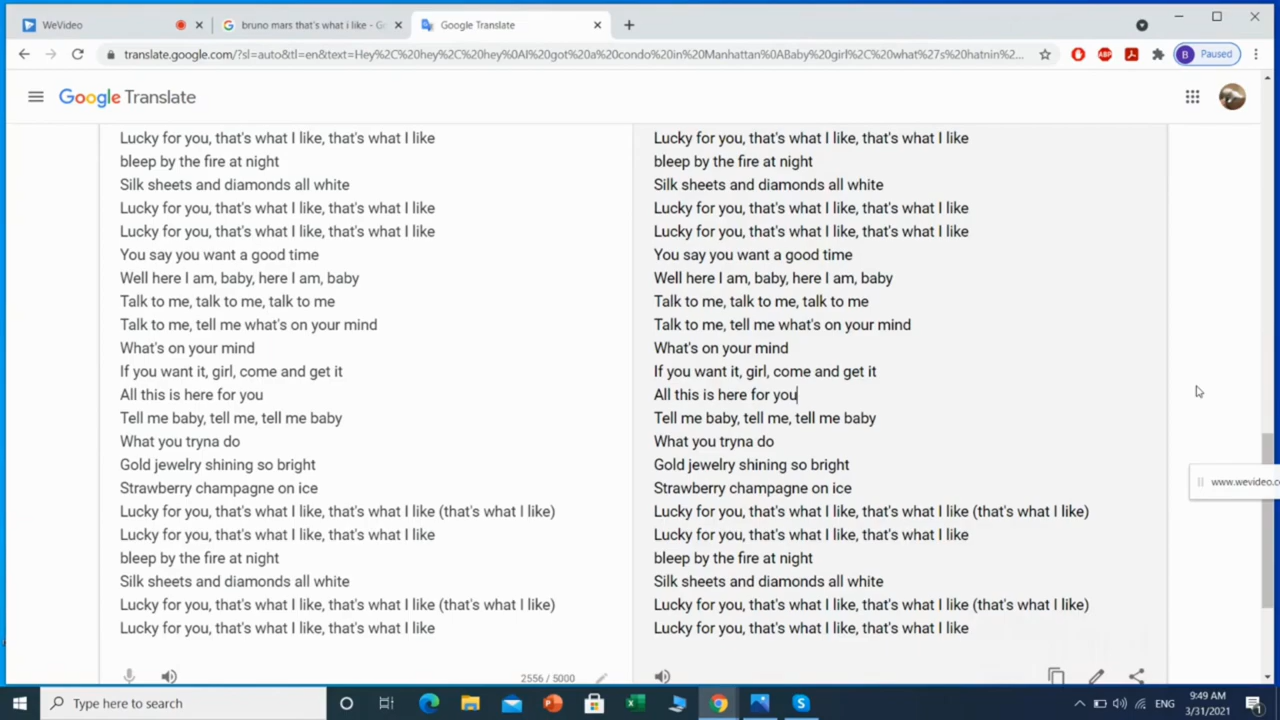 WeVideo
bruno mars that's what i like - G
Google Translate
translate.google.com/?sl=auto&tl=en&text=Hey%2C%20hey%2C%20hey%0AI%20got%20a%20condo%20in%20Manhattan%0ABaby%20girl%2C%20what%27s%20hatnin%...
ABP
B
Paused
Google Translate
Lucky for you, that's what I like, that's what I like
bleep by the fire at night
Silk sheets and diamonds all white
Lucky for you, that's what I like, that's what I like
Lucky for you, that's what I like, that's what I like
You say you want a good time
Well here I am, baby, here I am, baby
Talk to me, talk to me, talk to me
Talk to me, tell me what's on your mind
What's on your mind
If you want it, girl, come and get it
All this is here for you
Tell me baby, tell me, tell me baby
What you tryna do
Gold jewelry shining so bright
Strawberry champagne on ice
Lucky for you, that's what I like, that's what I like (that's what I like)
Lucky for you, that's what I like, that's what I like
bleep by the fire at night
Silk sheets and diamonds all white
Lucky for you, that's what I like, that's what I like (that's what I like)
Lucky for you, that's what I like, that's what I like
2556 / 5000
Lucky for you, that's what I like, that's what I like
bleep by the fire at night
Silk sheets and diamonds all white
Lucky for you, that's what I like, that's what I like
Lucky for you, that's what I like, that's what I like
You say you want a good time
Well here I am, baby, here I am, baby
Talk to me, talk to me, talk to me
Talk to me, tell me what's on your mind
What's on your mind
If you want it, girl, come and get it
All this is here for you
Tell me baby, tell me, tell me baby
What you tryna do
Gold jewelry shining so bright
Strawberry champagne on ice
Lucky for you, that's what I like, that's what I like (that's what I like)
Lucky for you, that's what I like, that's what I like
bleep by the fire at night
Silk sheets and diamonds all white
Lucky for you, that's what I like, that's what I like (that's what I like)
Lucky for you, that's what I like, that's what I like
www.wevideo.c
Type here to search
ENG
9:49 AM
3/31/2021